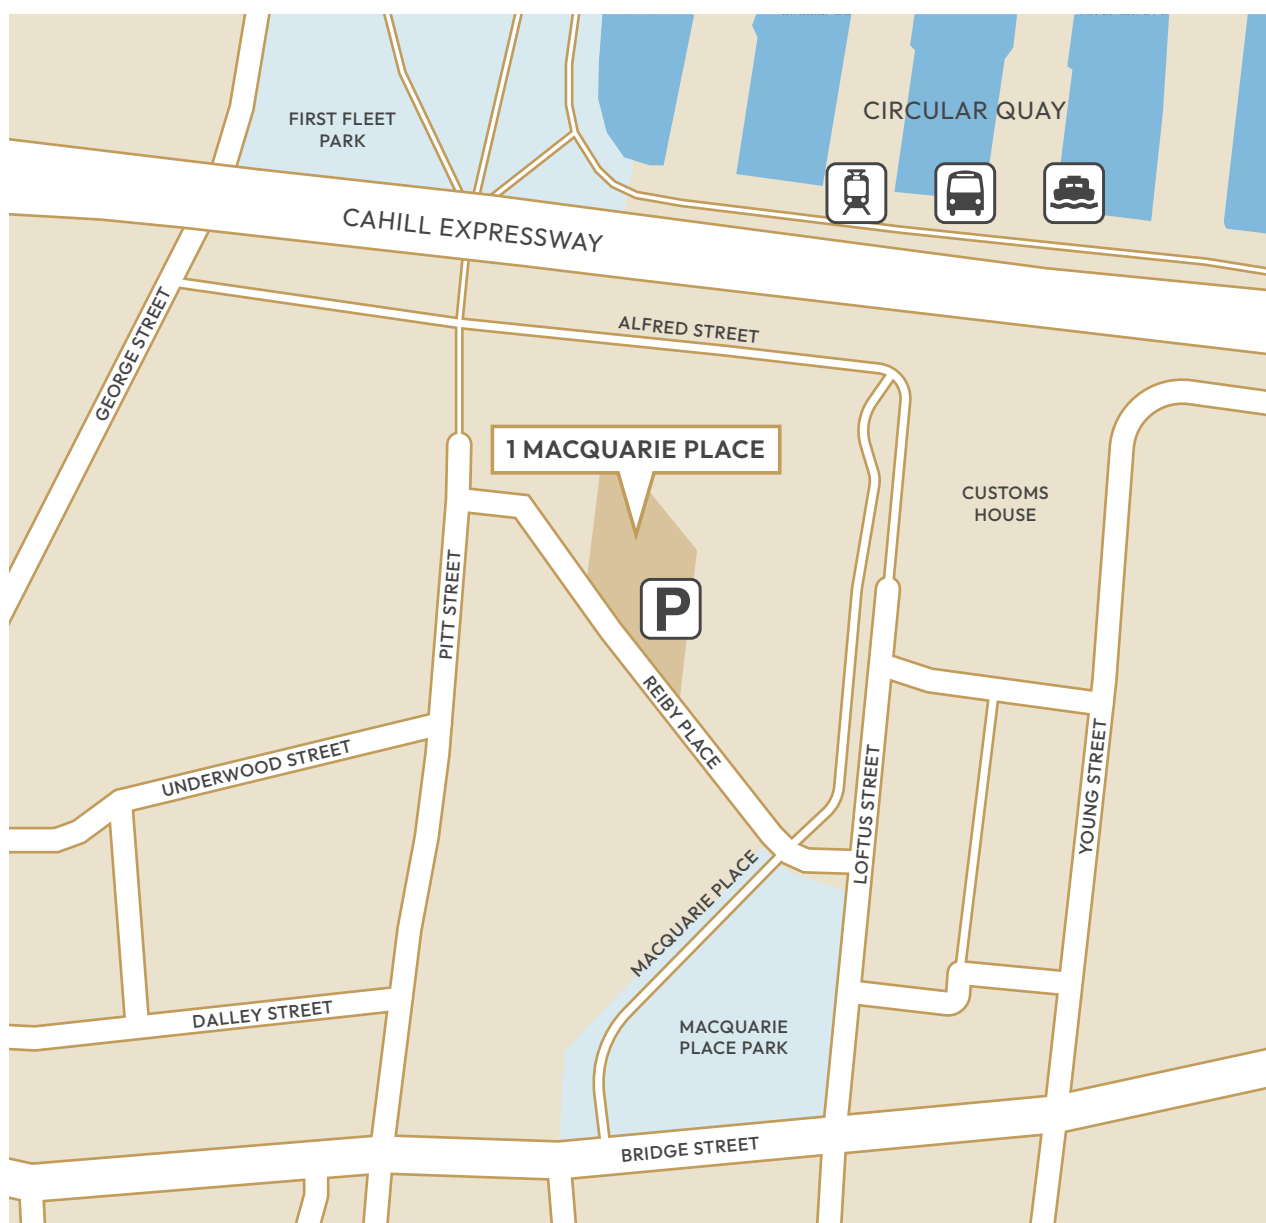 CIRCULAR QUAY
FIRST FLEET
PARK
CAHILL EXPRESSWAY
GEORGE STREET
ALFRED STREET
1 MACQUARIE PLACE
CUSTOMS
HOUSE
PITT STREET
P
REIBY PLACE
UNDERWOOD STREET
LOFTUS STREET
YOUNG STREET
MACQUARIE PLACE
DALLEY STREET
MACQUARIE
PLACE PARK
BRIDGE STREET